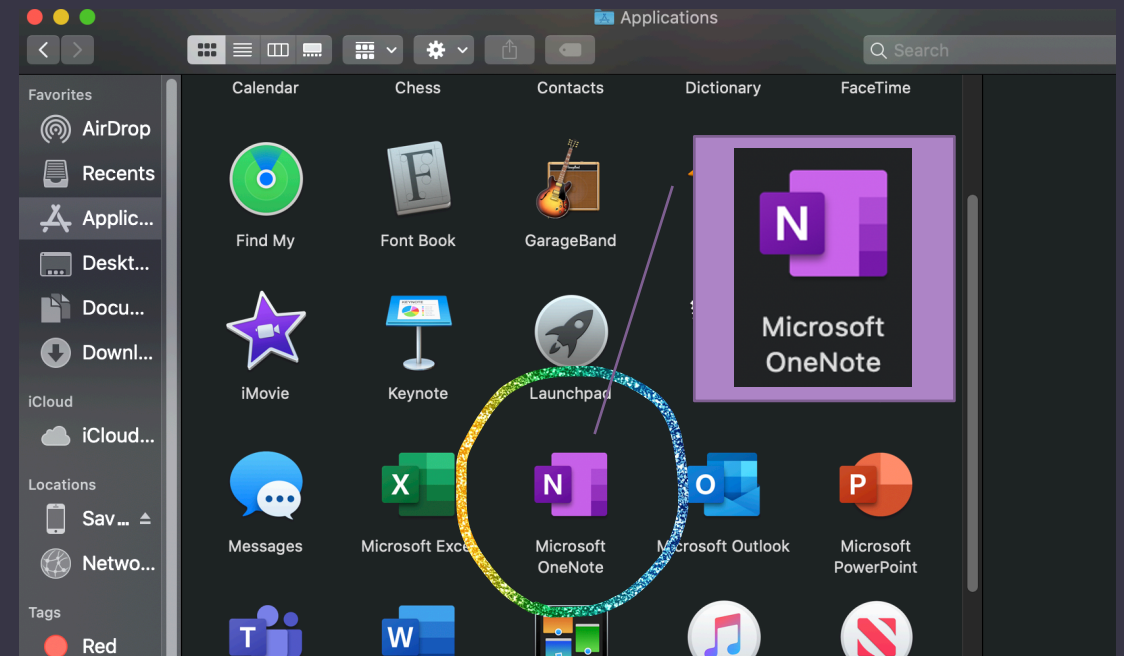 Applications
Search
Favorites
AirDrop
Recents
Applic...
Deskt...
Docu...
Downl...
iCloud
iCloud...
Locations
Sav...
Netwo...
Tags
Red
Calendar Chess Contacts Dictionary FaceTime
Find My Font Book GarageBand
iMovie Keynote Launchpad
KEYNOTE
Messages Microsoft Exce Microsoft OneNote Microsoft Outlook Microsoft PowerPoint
F
X
N
O
P
T
W
N
Microsoft
OneNote